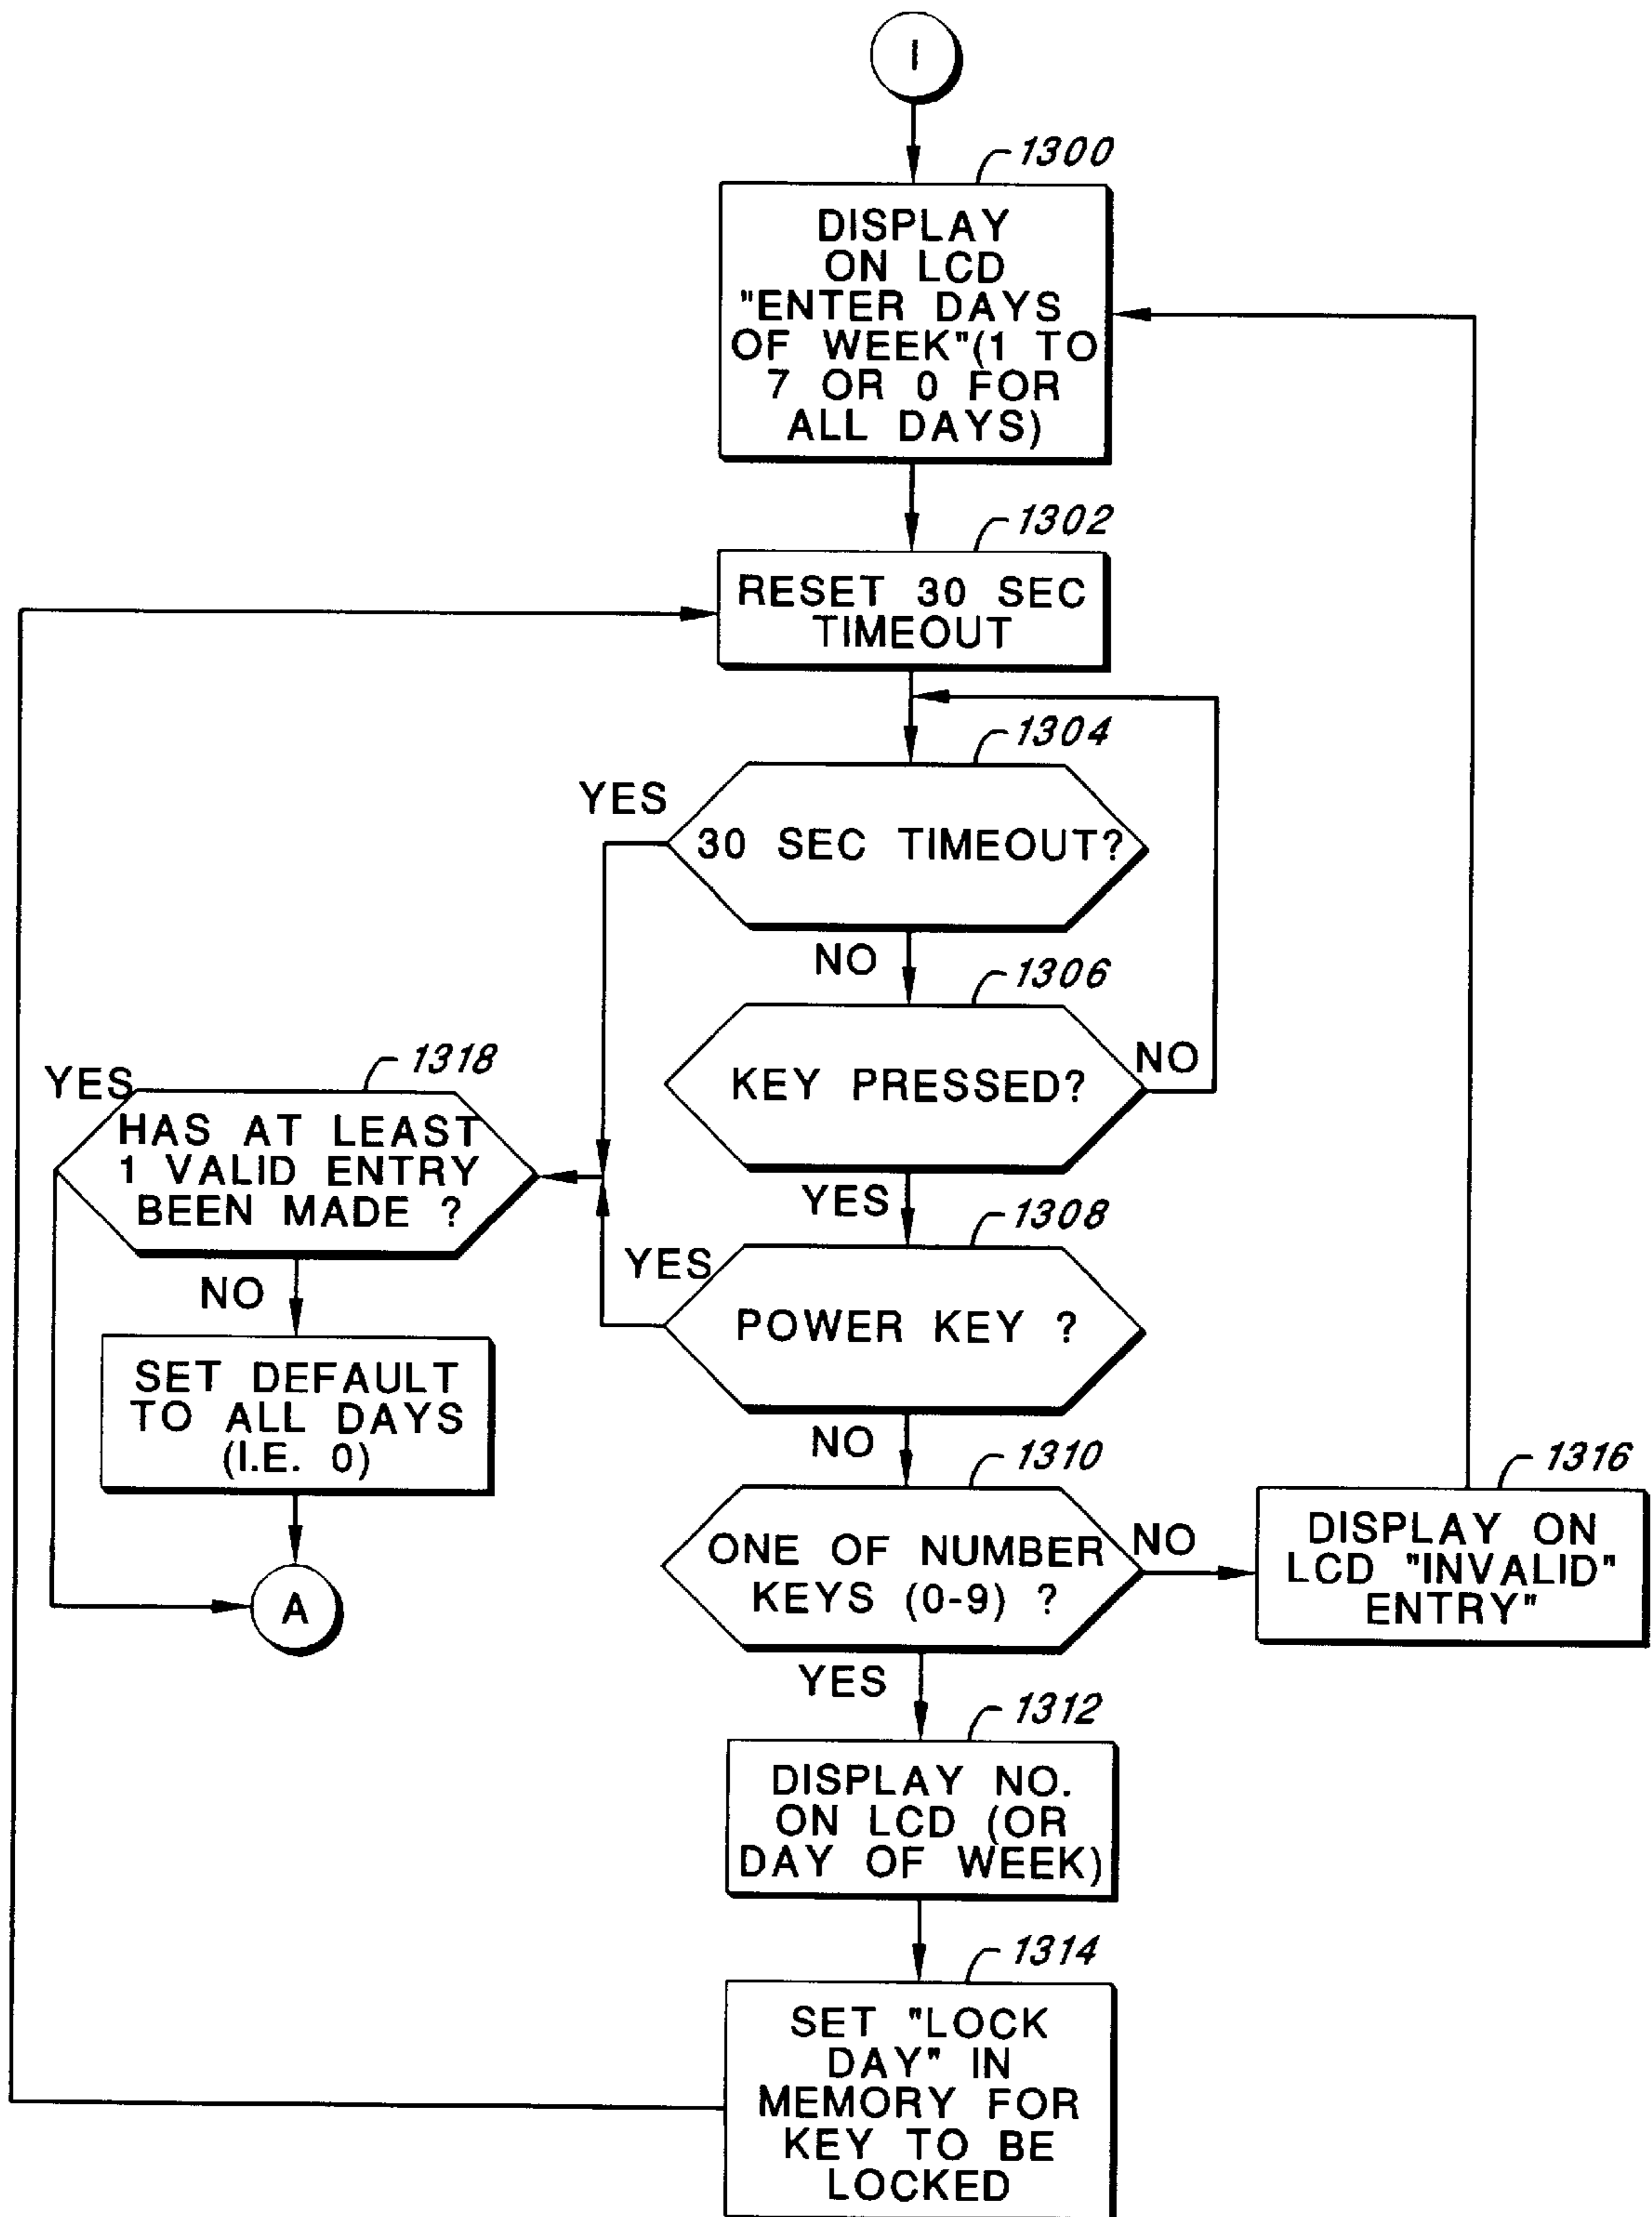 I
1300
DISPLAY
ON LCD
"ENTER DAYS
OF WEEK"(1 TO
7 OR 0 FOR
ALL DAYS)
1302
RESET 30 SEC
TIMEOUT
1304
YES
30 SEC TIMEOUT?
NO
1306
KEY PRESSED?
NO
YES
1318
YES
HAS AT LEAST
1 VALID ENTRY
BEEN MADE ?
NO
SET DEFAULT
TO ALL DAYS
(I.E. 0)
A
1308
YES
POWER KEY ?
NO
1310
ONE OF NUMBER
KEYS (0-9) ?
NO
1316
DISPLAY ON
LCD "INVALID"
ENTRY"
YES
1312
DISPLAY NO.
ON LCD (OR
DAY OF WEEK)
1314
SET "LOCK
DAY" IN
MEMORY FOR
KEY TO BE
LOCKED